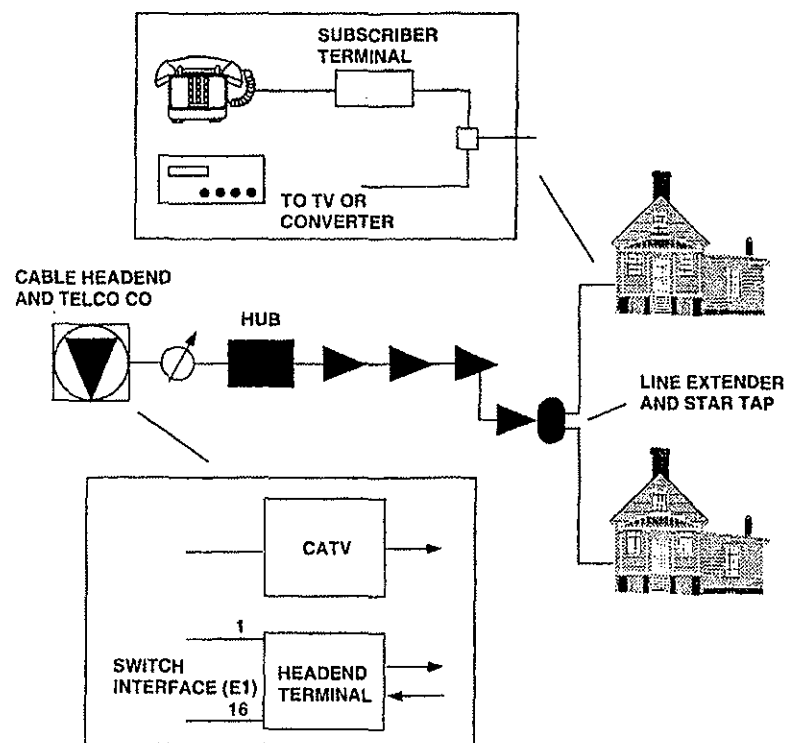 SUBSCRIBER
TERMINAL
TO TV OR
CONVERTER
CABLE HEADEND
AND TELCO CO
HUB
LINE EXTENDER
AND STAR TAP
CATV
1
SWITCH
INTERFACE (E1)
16
HEADEND
TERMINAL